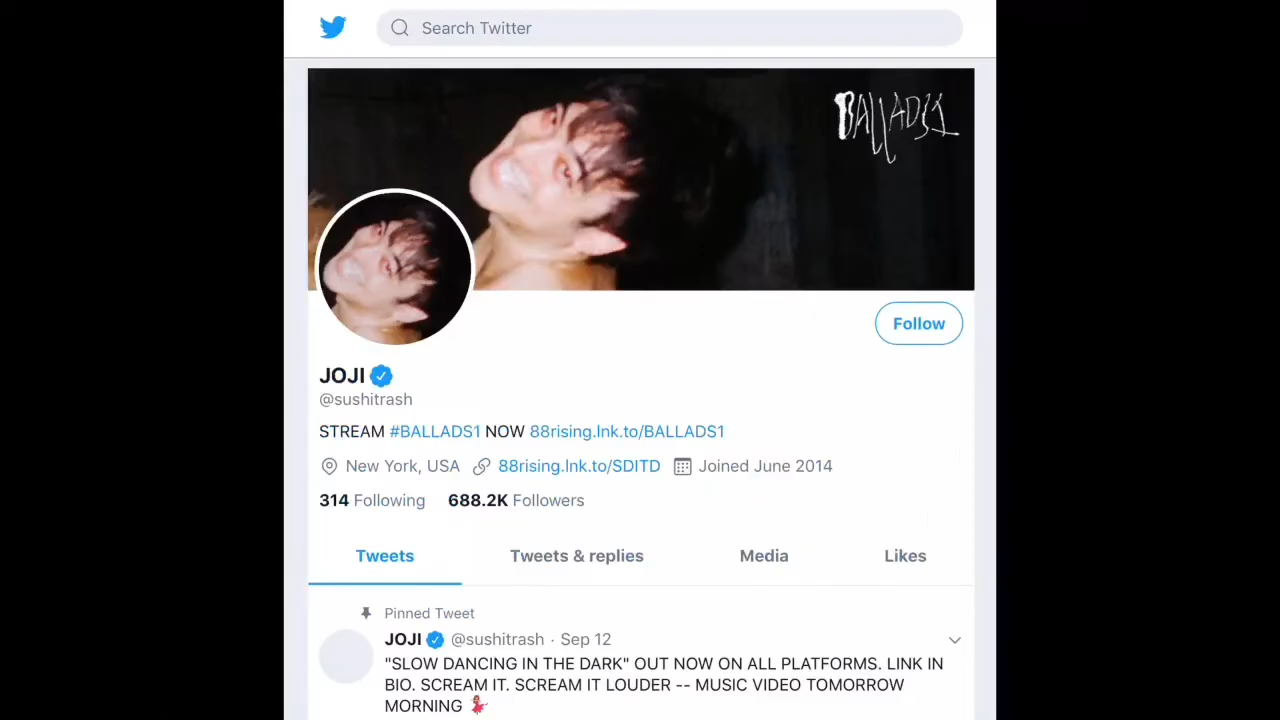 Search Twitter
BALLADS1
Follow
JOJI
@sushitrash
STREAM #BALLADS1 NOW 88rising.lnk.to/BALLADS1
New York, USA 88rising.lnk.to/SDITD Joined June 2014
314 Following 688.2K Followers
Tweets Tweets & replies Media Likes
Pinned Tweet
JOJI @sushitrash · Sep 12
"SLOW DANCING IN THE DARK" OUT NOW ON ALL PLATFORMS. LINK IN
BIO. SCREAM IT. SCREAM IT LOUDER -- MUSIC VIDEO TOMORROW
MORNING 💃